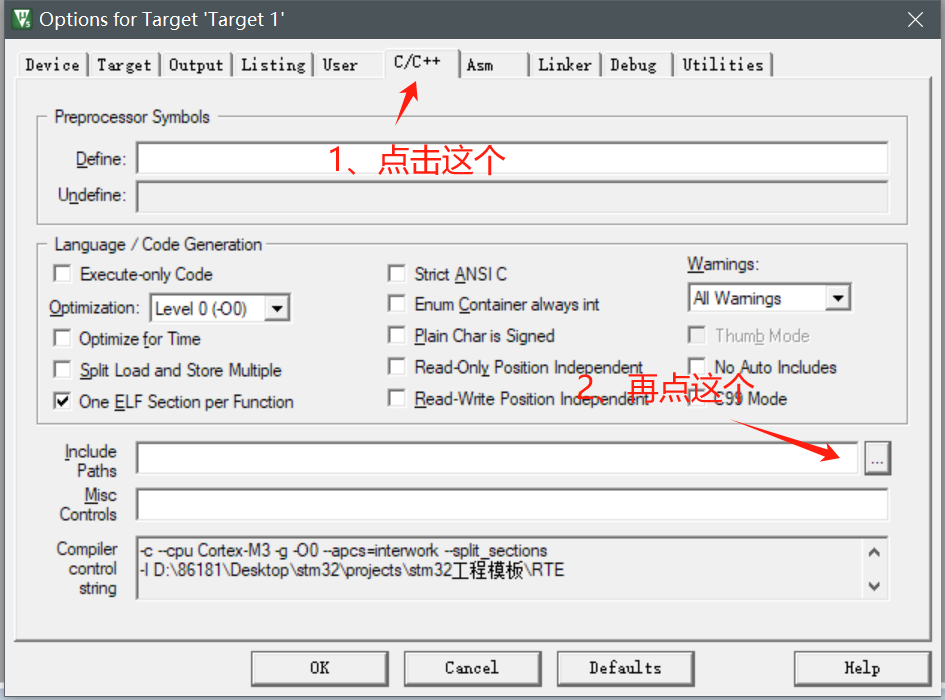 Options for Target 'Target 1'
Device Target Output Listing User C/C++ Asm Linker Debug Utilities
Preprocessor Symbols
Define:
1、点击这个
Undefine:
Language / Code Generation
Execute-only Code
Strict ANSI C
Warnings:
Optimization: Level 0 (-O0)
Enum Container always int
All Warnings
Optimize for Time
Plain Char is Signed
Thumb Mode
Split Load and Store Multiple
Read-Only Position Independent
No Auto Includes
2、再点这个
One ELF Section per Function
Read-Write Position Independent
C99 Mode
Include
Paths
...
Misc
Controls
Compiler
control
string
-c --cpu Cortex-M3 -g -O0 --apcs=interwork --split_sections
-I D:\86181\Desktop\stm32\projects\stm32工程模板\RTE
OK Cancel Defaults Help